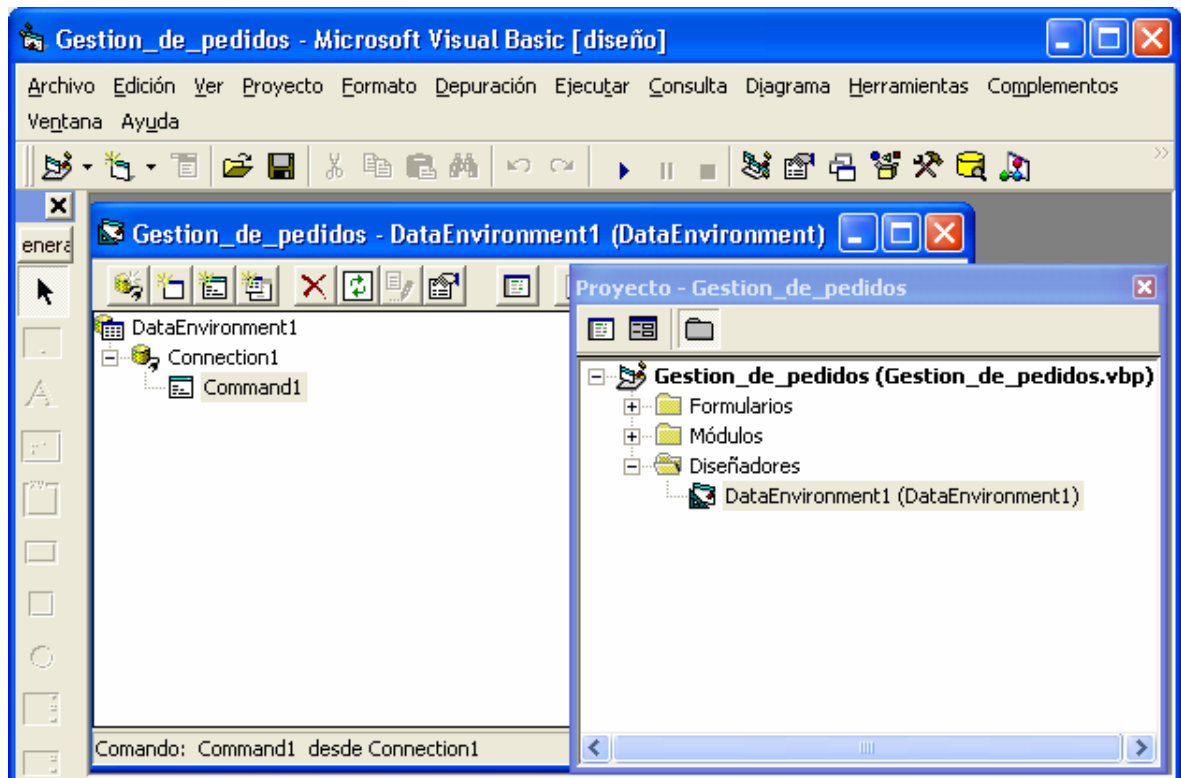 Gestion_de_pedidos - Microsoft Visual Basic [diseño]
Archivo Edición Ver Proyecto Formato Depuración Ejecutar Consulta Diagrama Herramientas Complementos
Ventana Ayuda
enera
Gestion_de_pedidos - DataEnvironment1 (DataEnvironment)
DataEnvironment1
Connection1
Command1
Comando: Command1 desde Connection1
Proyecto - Gestion_de_pedidos
Gestion_de_pedidos (Gestion_de_pedidos.vbp)
Formularios
Módulos
Diseñadores
DataEnvironment1 (DataEnvironment1)